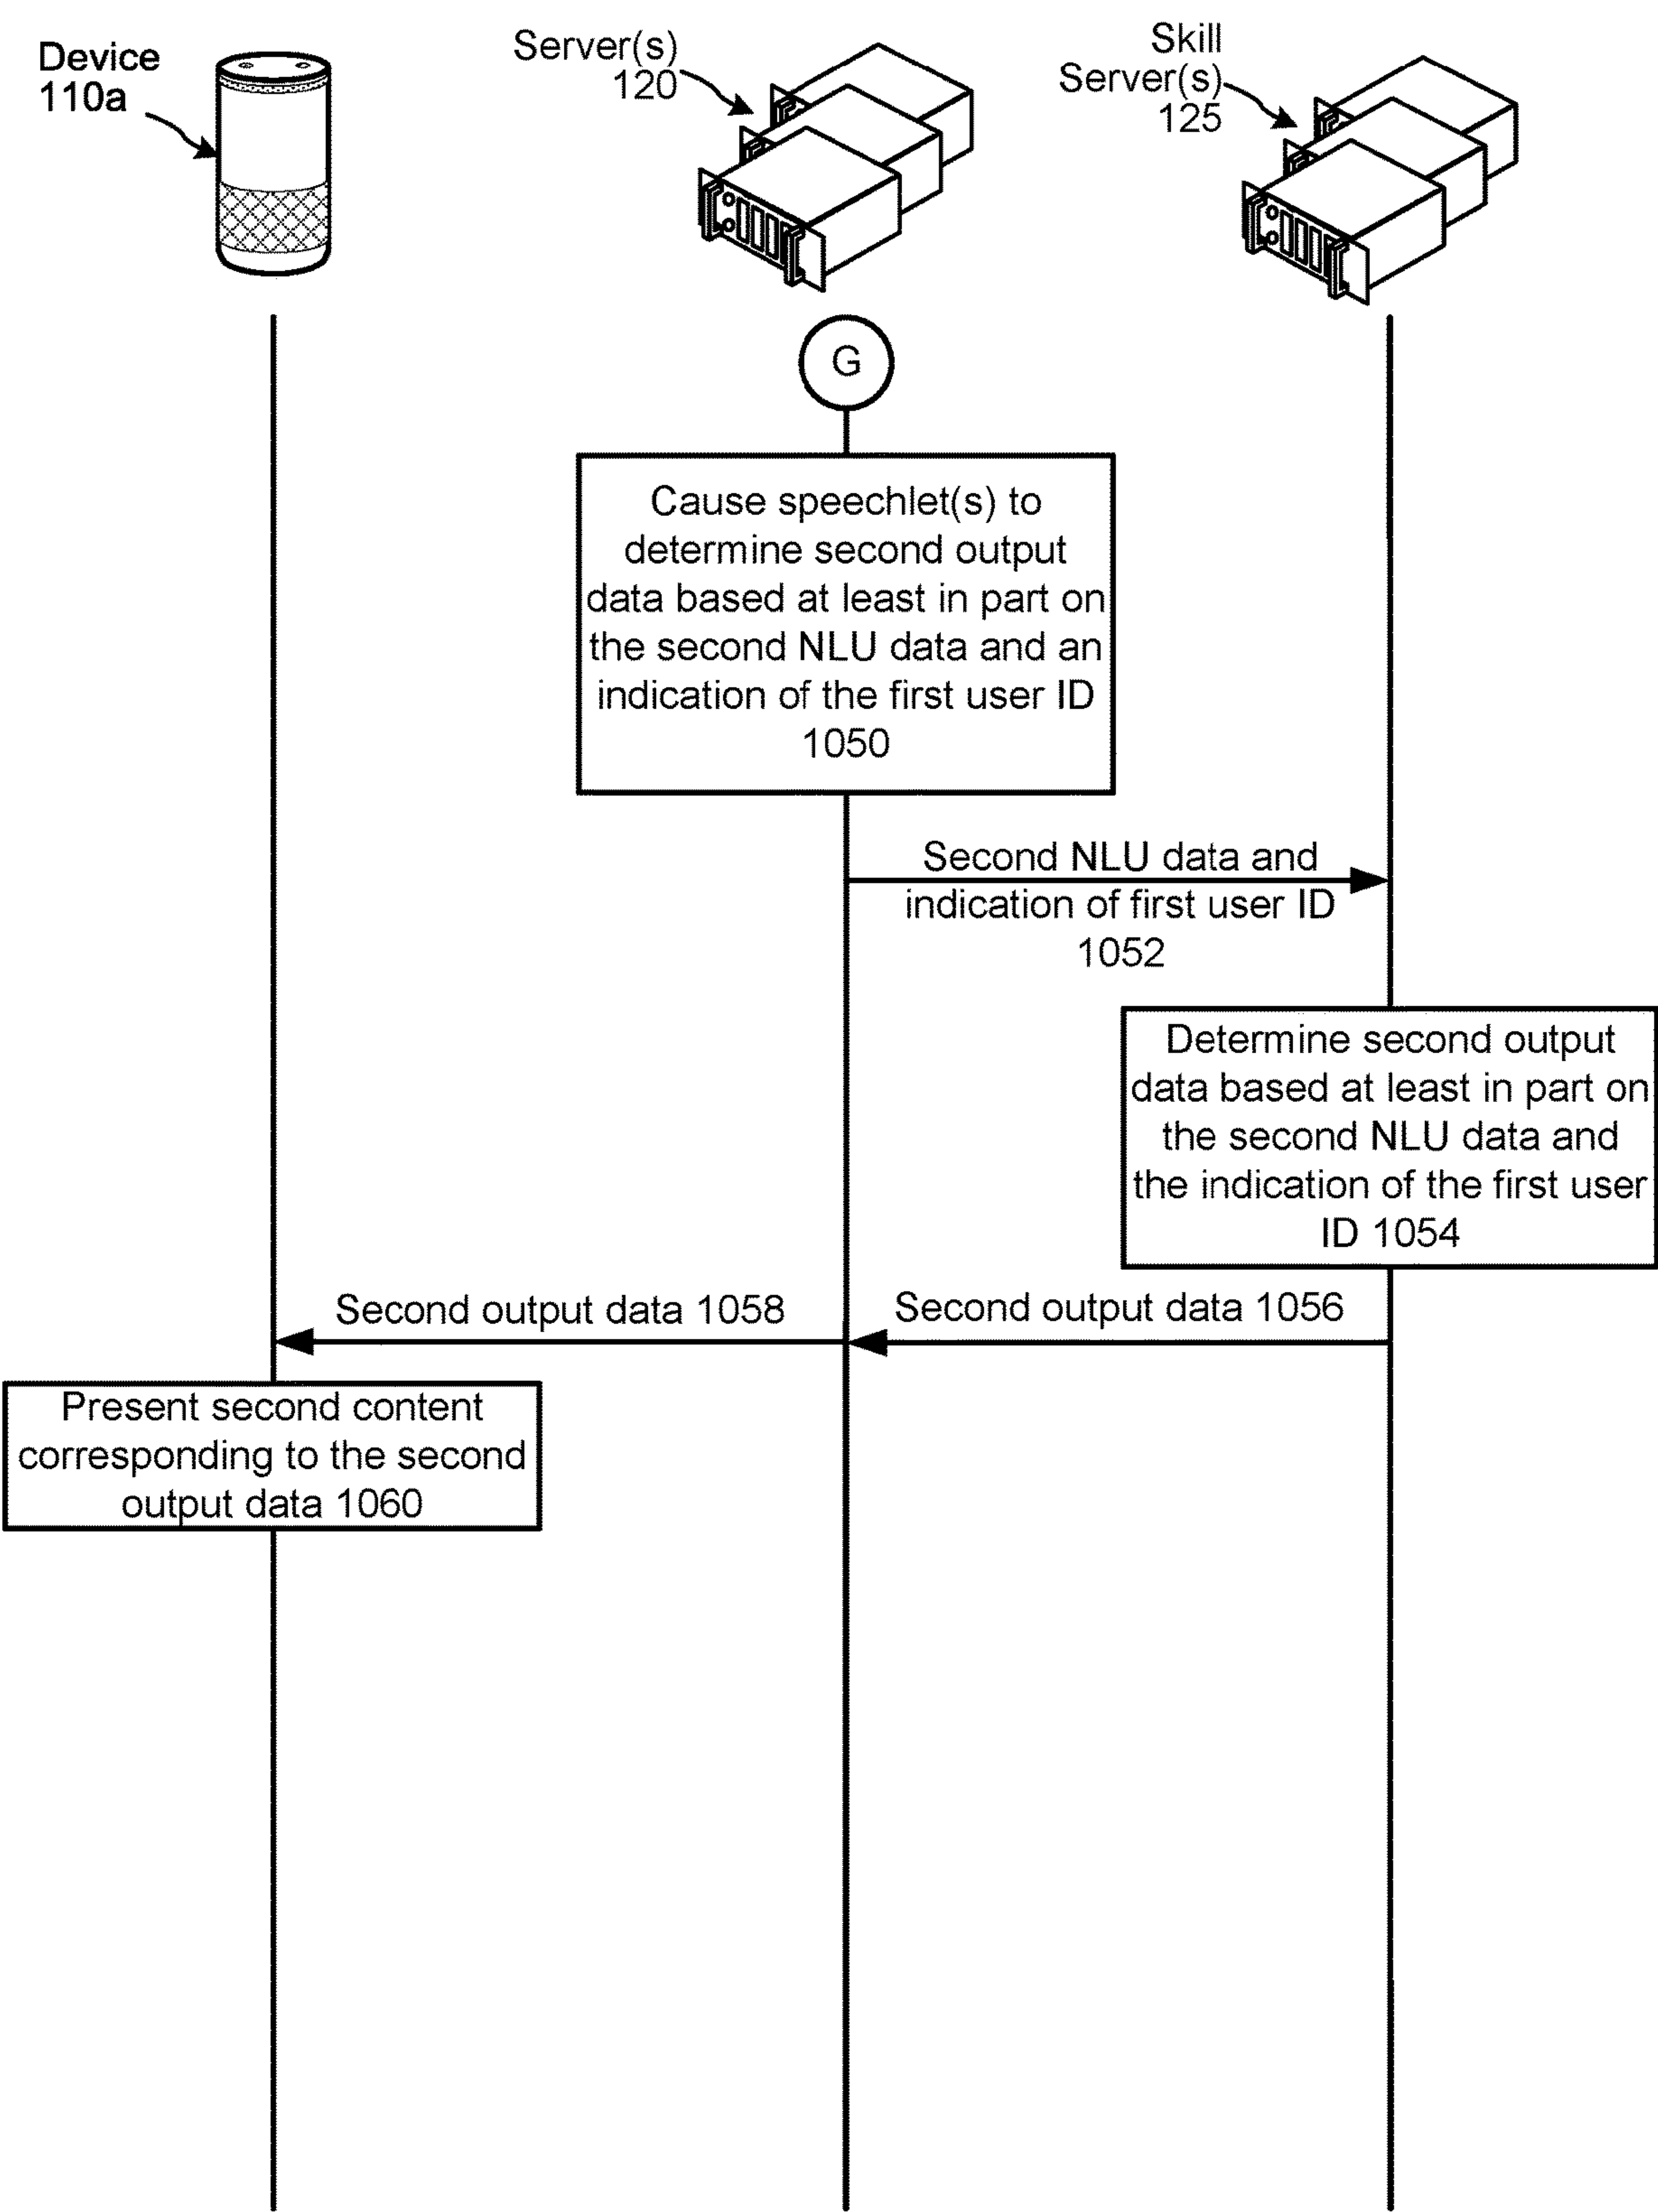 Device
110a
Server(s)
120
Skill
Server(s)
125
G
Cause speechlet(s) to
determine second output
data based at least in part on
the second NLU data and an
indication of the first user ID
1050
Second NLU data and
indication of first user ID
1052
Determine second output
data based at least in part on
the second NLU data and
the indication of the first user
ID 1054
Second output data 1058
Second output data 1056
Present second content
corresponding to the second
output data 1060